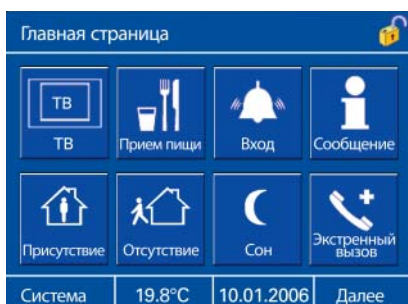 Главная страница
ТВ
ТВ
Прием пищи
Вход
Сообщение
Присутствие
Отсутствие
Сон
Экстренный
вызов
Система
19.8°C
10.01.2006
Далее